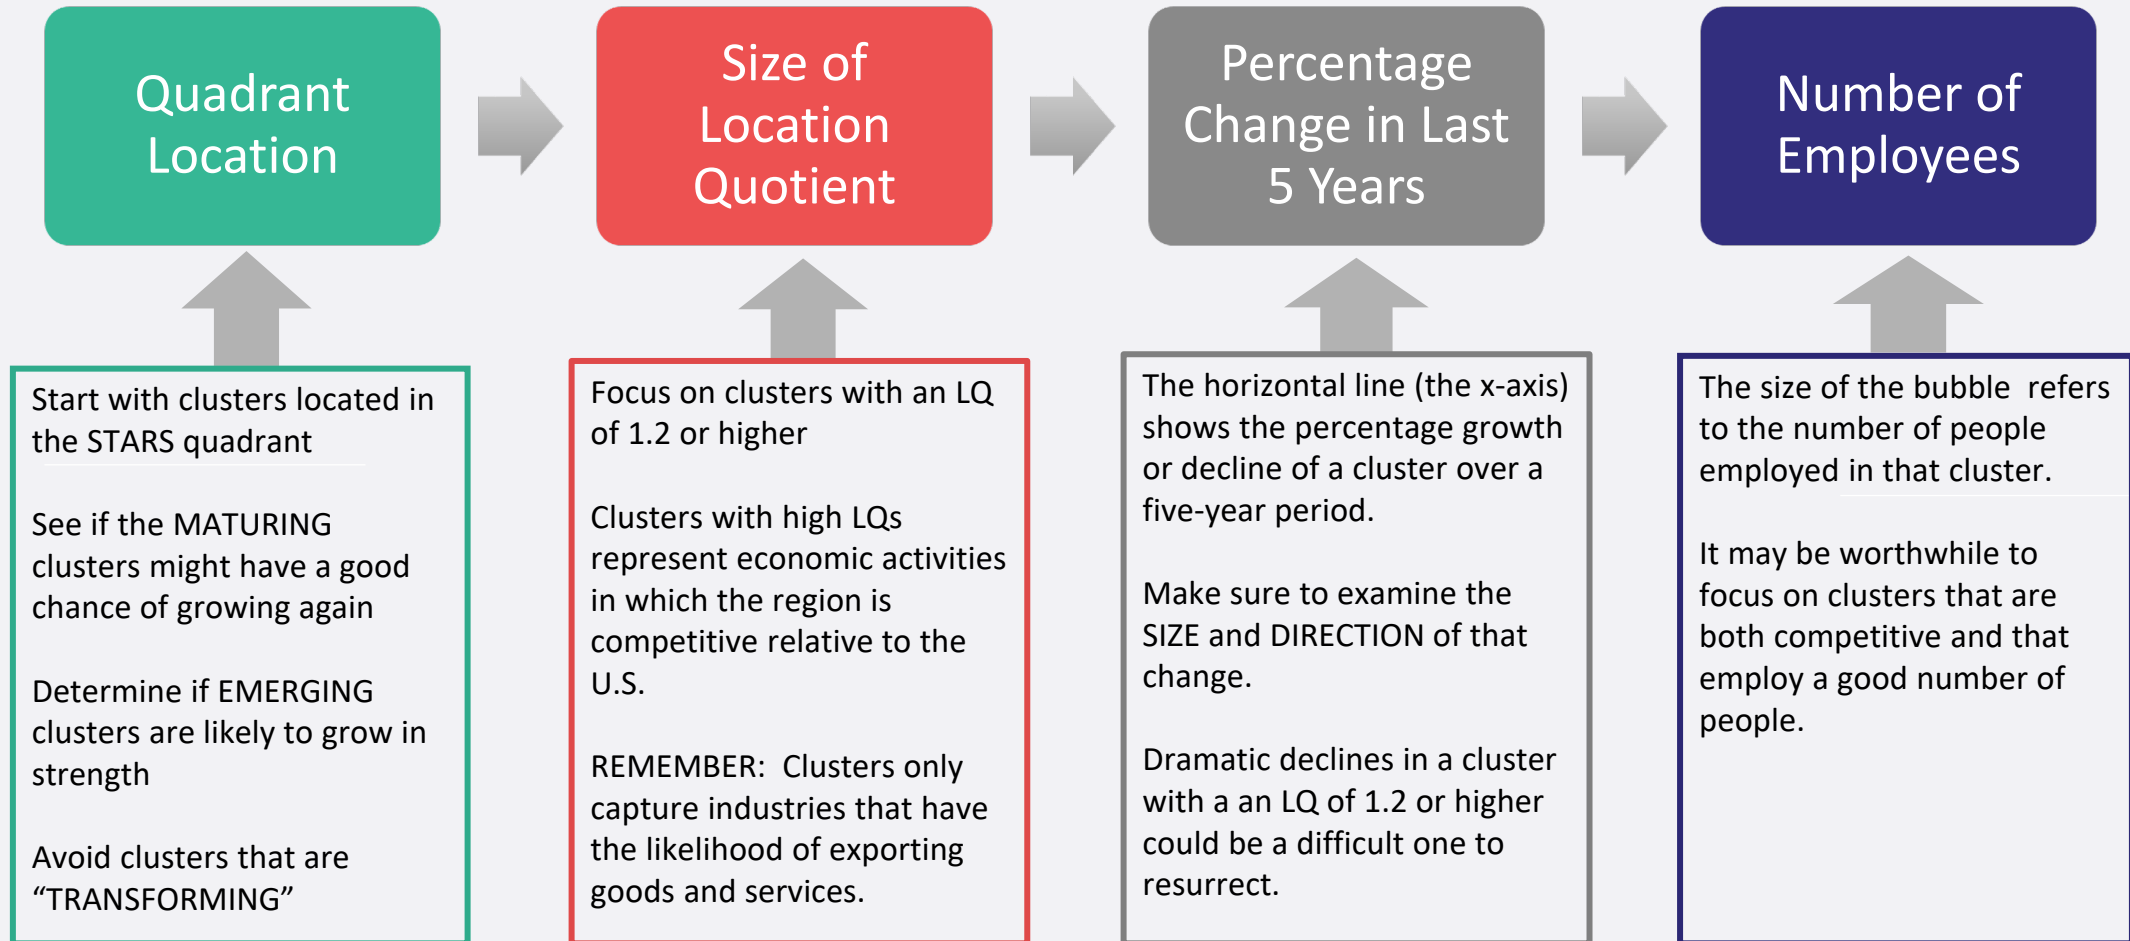 Quadrant
Location
Size of
Location
Quotient
Percentage
Change in Last
5 Years
Number of
Employees
Start with clusters located in
the STARS quadrant
See if the MATURING
clusters might have a good
chance of growing again
Determine if EMERGING
clusters are likely to grow in
strength
Avoid clusters that are
“TRANSFORMING”
Focus on clusters with an LQ
of 1.2 or higher
Clusters with high LQs
represent economic activities
in which the region is
competitive relative to the
U.S.
REMEMBER:  Clusters only
capture industries that have
the likelihood of exporting
goods and services.
The horizontal line (the x-axis)
shows the percentage growth
or decline of a cluster over a
five-year period.
Make sure to examine the
SIZE and DIRECTION of that
change.
Dramatic declines in a cluster
with a an LQ of 1.2 or higher
could be a difficult one to
resurrect.
The size of the bubble  refers
to the number of people
employed in that cluster.
It may be worthwhile to
focus on clusters that are
both competitive and that
employ a good number of
people.